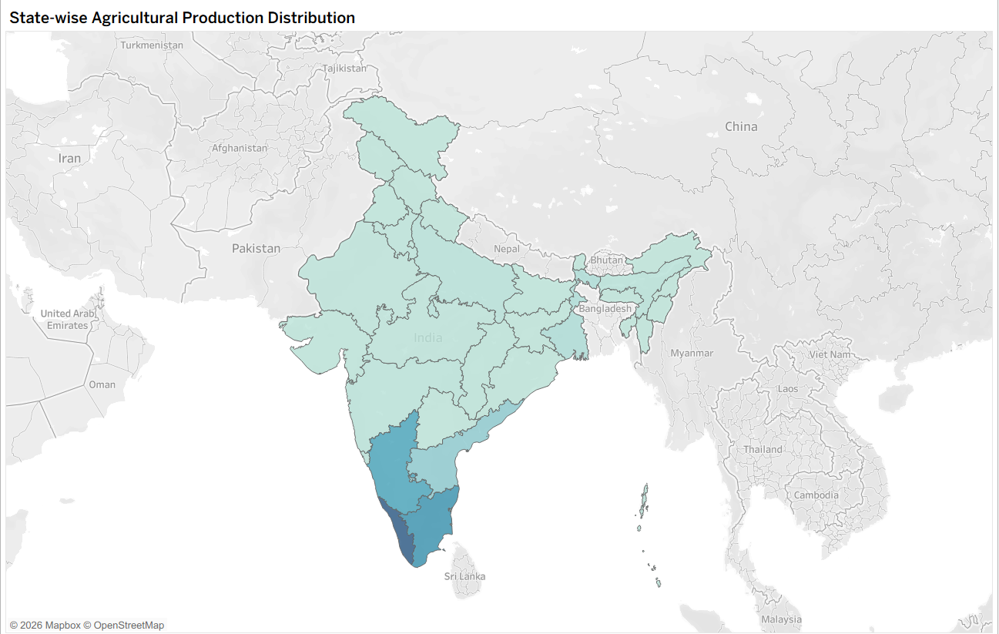 State-wise Agricultural Production Distribution
Turkmenistan
Tajikistan
China
Afghanistan
Iran
Pakistan
Nepal
Bhutan
United Arab
Emirates
Bangladesh
India
Myanmar
Viet Nam
Oman
Laos
Thailand
Cambodia
Sri Lanka
Malaysia
© 2026 Mapbox © OpenStreetMap